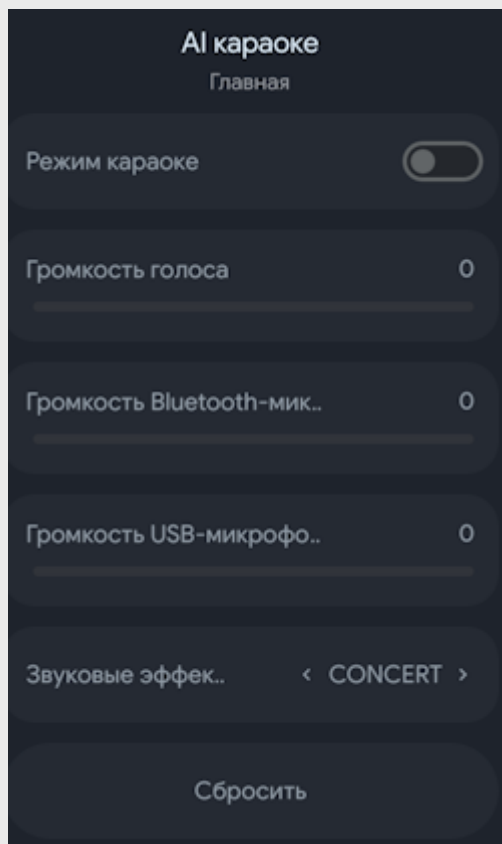 AI караоке
Главная
Режим караоке
Громкость голоса 0
Громкость Bluetooth-мик.. 0
Громкость USB-микрофо.. 0
Звуковые эффек.. < CONCERT >
Сбросить